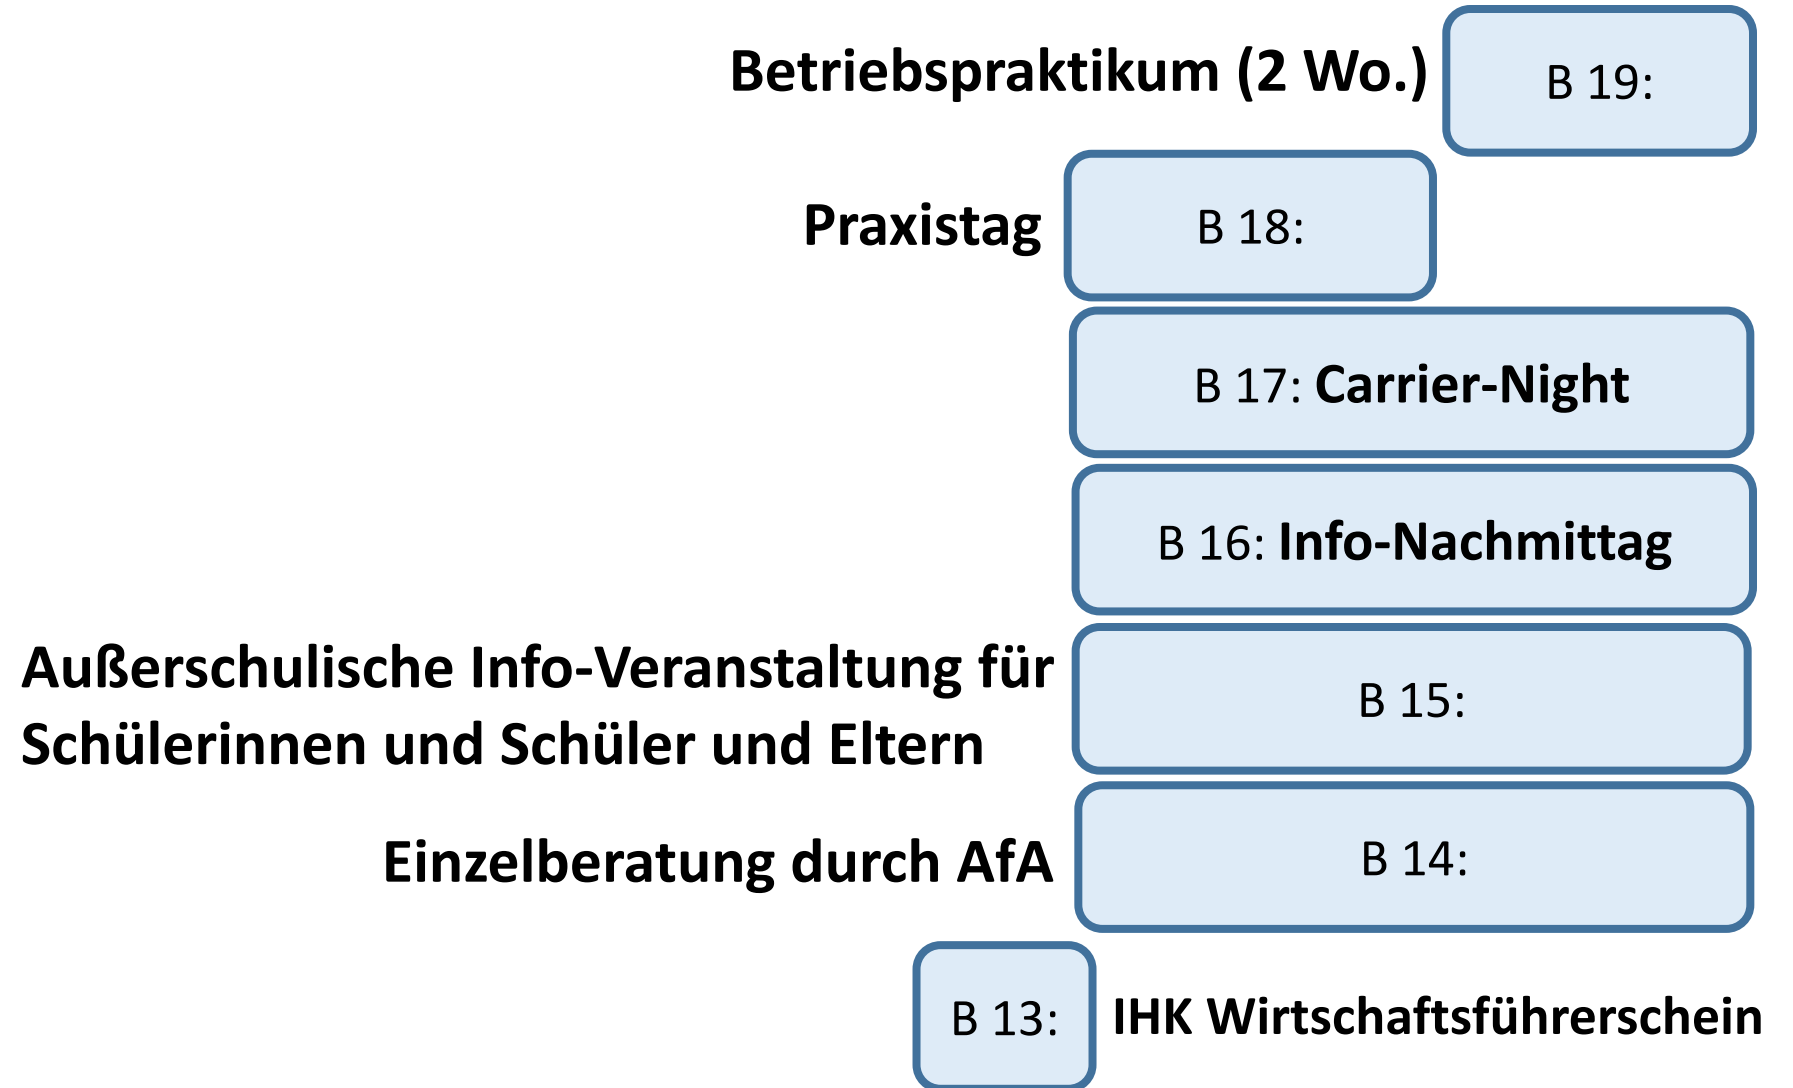 Betriebspraktikum (2 Wo.) B 19:
Praxistag B 18:
B 17: Carrier-Night
B 16: Info-Nachmittag
Außerschulische Info-Veranstaltung für
Schülerinnen und Schüler und Eltern
B 15:
Einzelberatung durch AfA B 14:
B 13: IHK Wirtschaftsführerschein